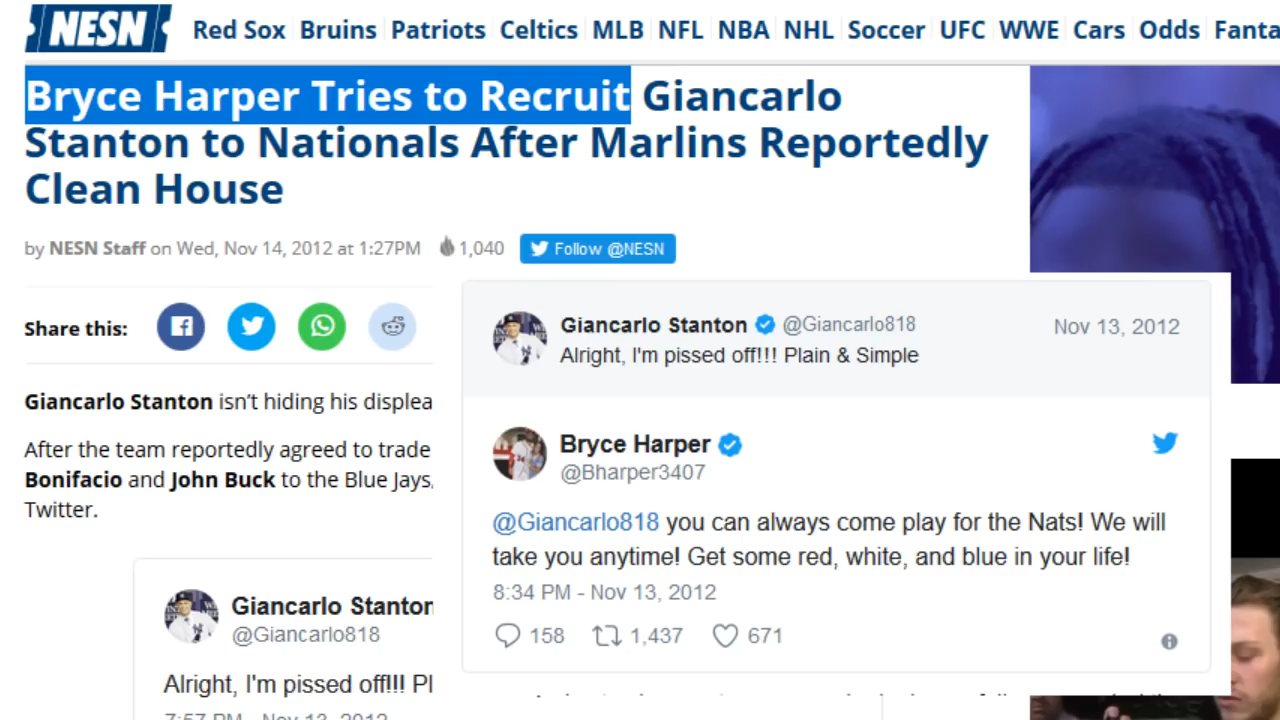 NESN Red Sox Bruins Patriots Celtics MLB NFL NBA NHL Soccer UFC WWE Cars Odds
Bryce Harper Tries to Recruit Giancarlo
Stanton to Nationals After Marlins Reportedly
Clean House
by NESN Staff on Wed, Nov 14, 2012 at 1:27PM 1,040 Follow @NESN
Share this:
Giancarlo Stanton isn't hiding his
After the team reportedly agreed to trade
Bonifacio and John Buck to the Blue Jays,
Twitter.
Giancarlo Stanton
@Giancarlo818
Alright, I'm pissed off!!!
7:57 PM - Nov 13, 2012
Giancarlo Stanton @Giancarlo818 Nov 13, 2012
Alright, I'm pissed off!!! Plain & Simple
Bryce Harper
@Bharper3407
@Giancarlo818 you can always come play for the Nats! We will
take you anytime! Get some red, white, and blue in your life!
8:34 PM - Nov 13, 2012
158 1,437 671